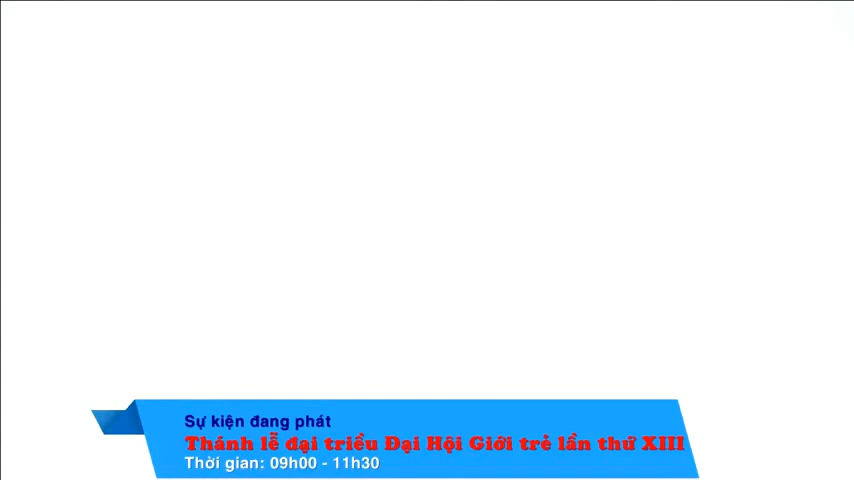 Sự kiện đang phát
Thánh lễ đại triều Đại Hội Giới trẻ lần thứ XIII
Thời gian: 09h00 - 11h30